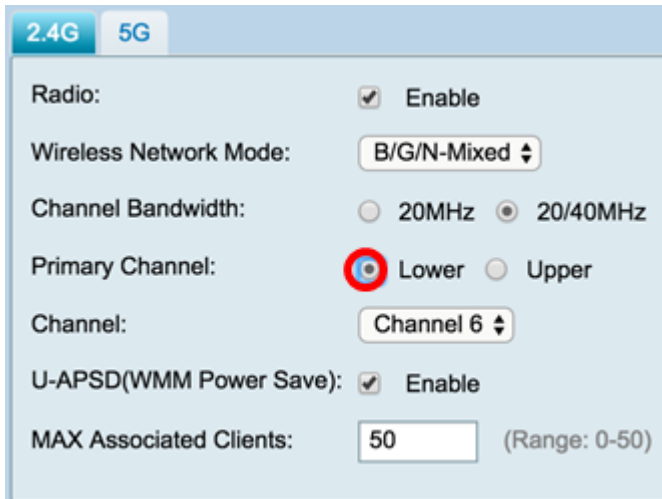 2.4G 5G
Radio: Enable
Wireless Network Mode: B/G/N-Mixed
Channel Bandwidth: 20MHz 20/40MHz
Primary Channel: Lower Upper
Channel: Channel 6
U-APSD(WMM Power Save): Enable
MAX Associated Clients: 50 (Range: 0-50)